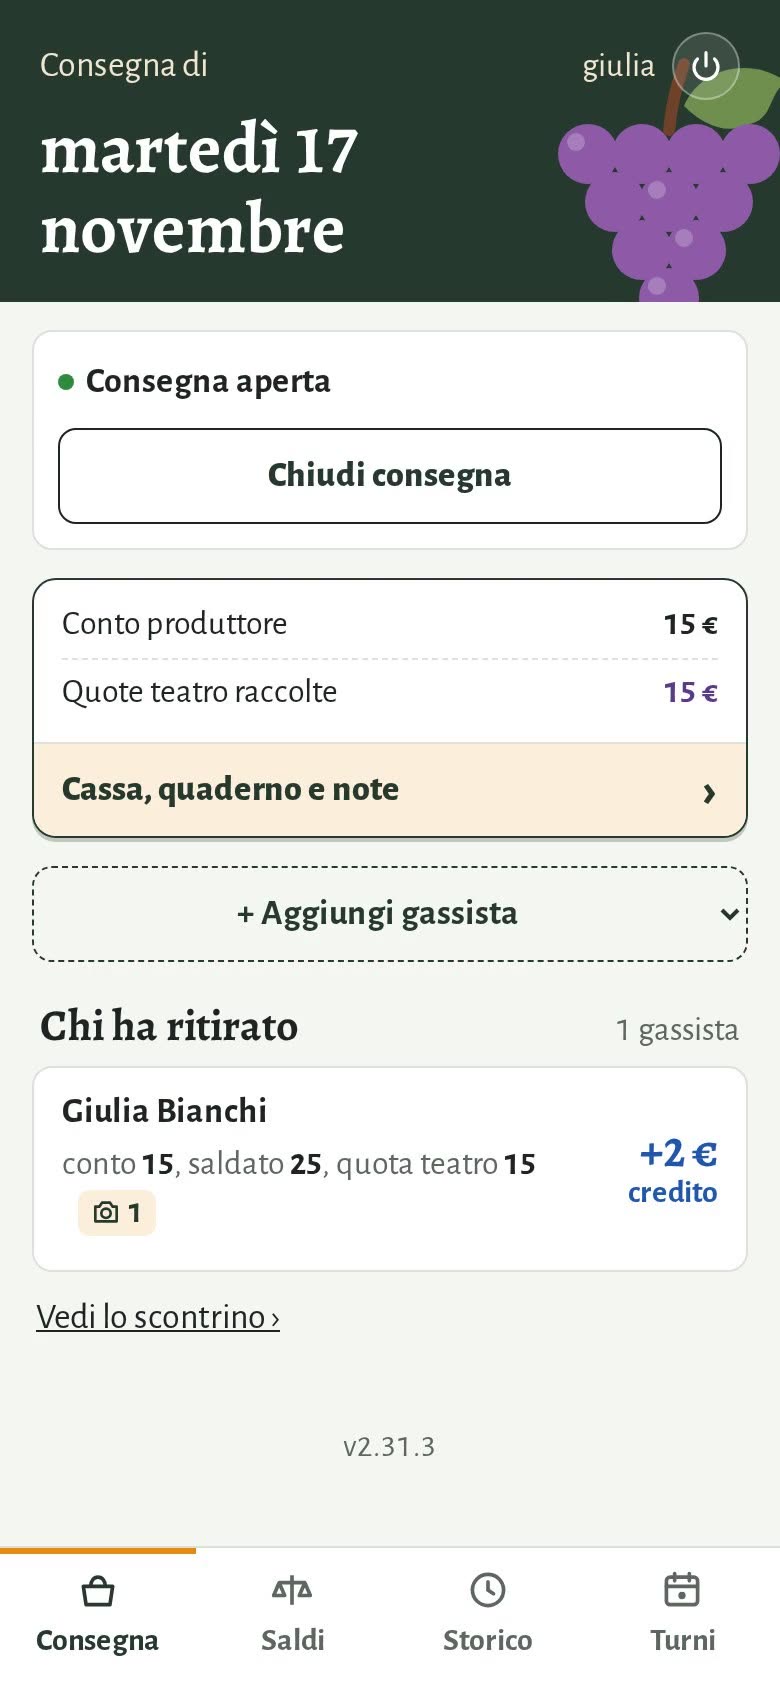 Consegna di
giulia
martedì 17
novembre
Consegna aperta
Chiudi consegna
Conto produttore 15 €
Quote teatro raccolte 15 €
Cassa, quaderno e note ›
+ Aggiungi gassista
Chi ha ritirato 1 gassista
Giulia Bianchi
conto 15, saldato 25, quota teatro 15
1
+2 €
credito
Vedi lo scontrino ›
v2.31.3
Consegna Saldi Storico Turni